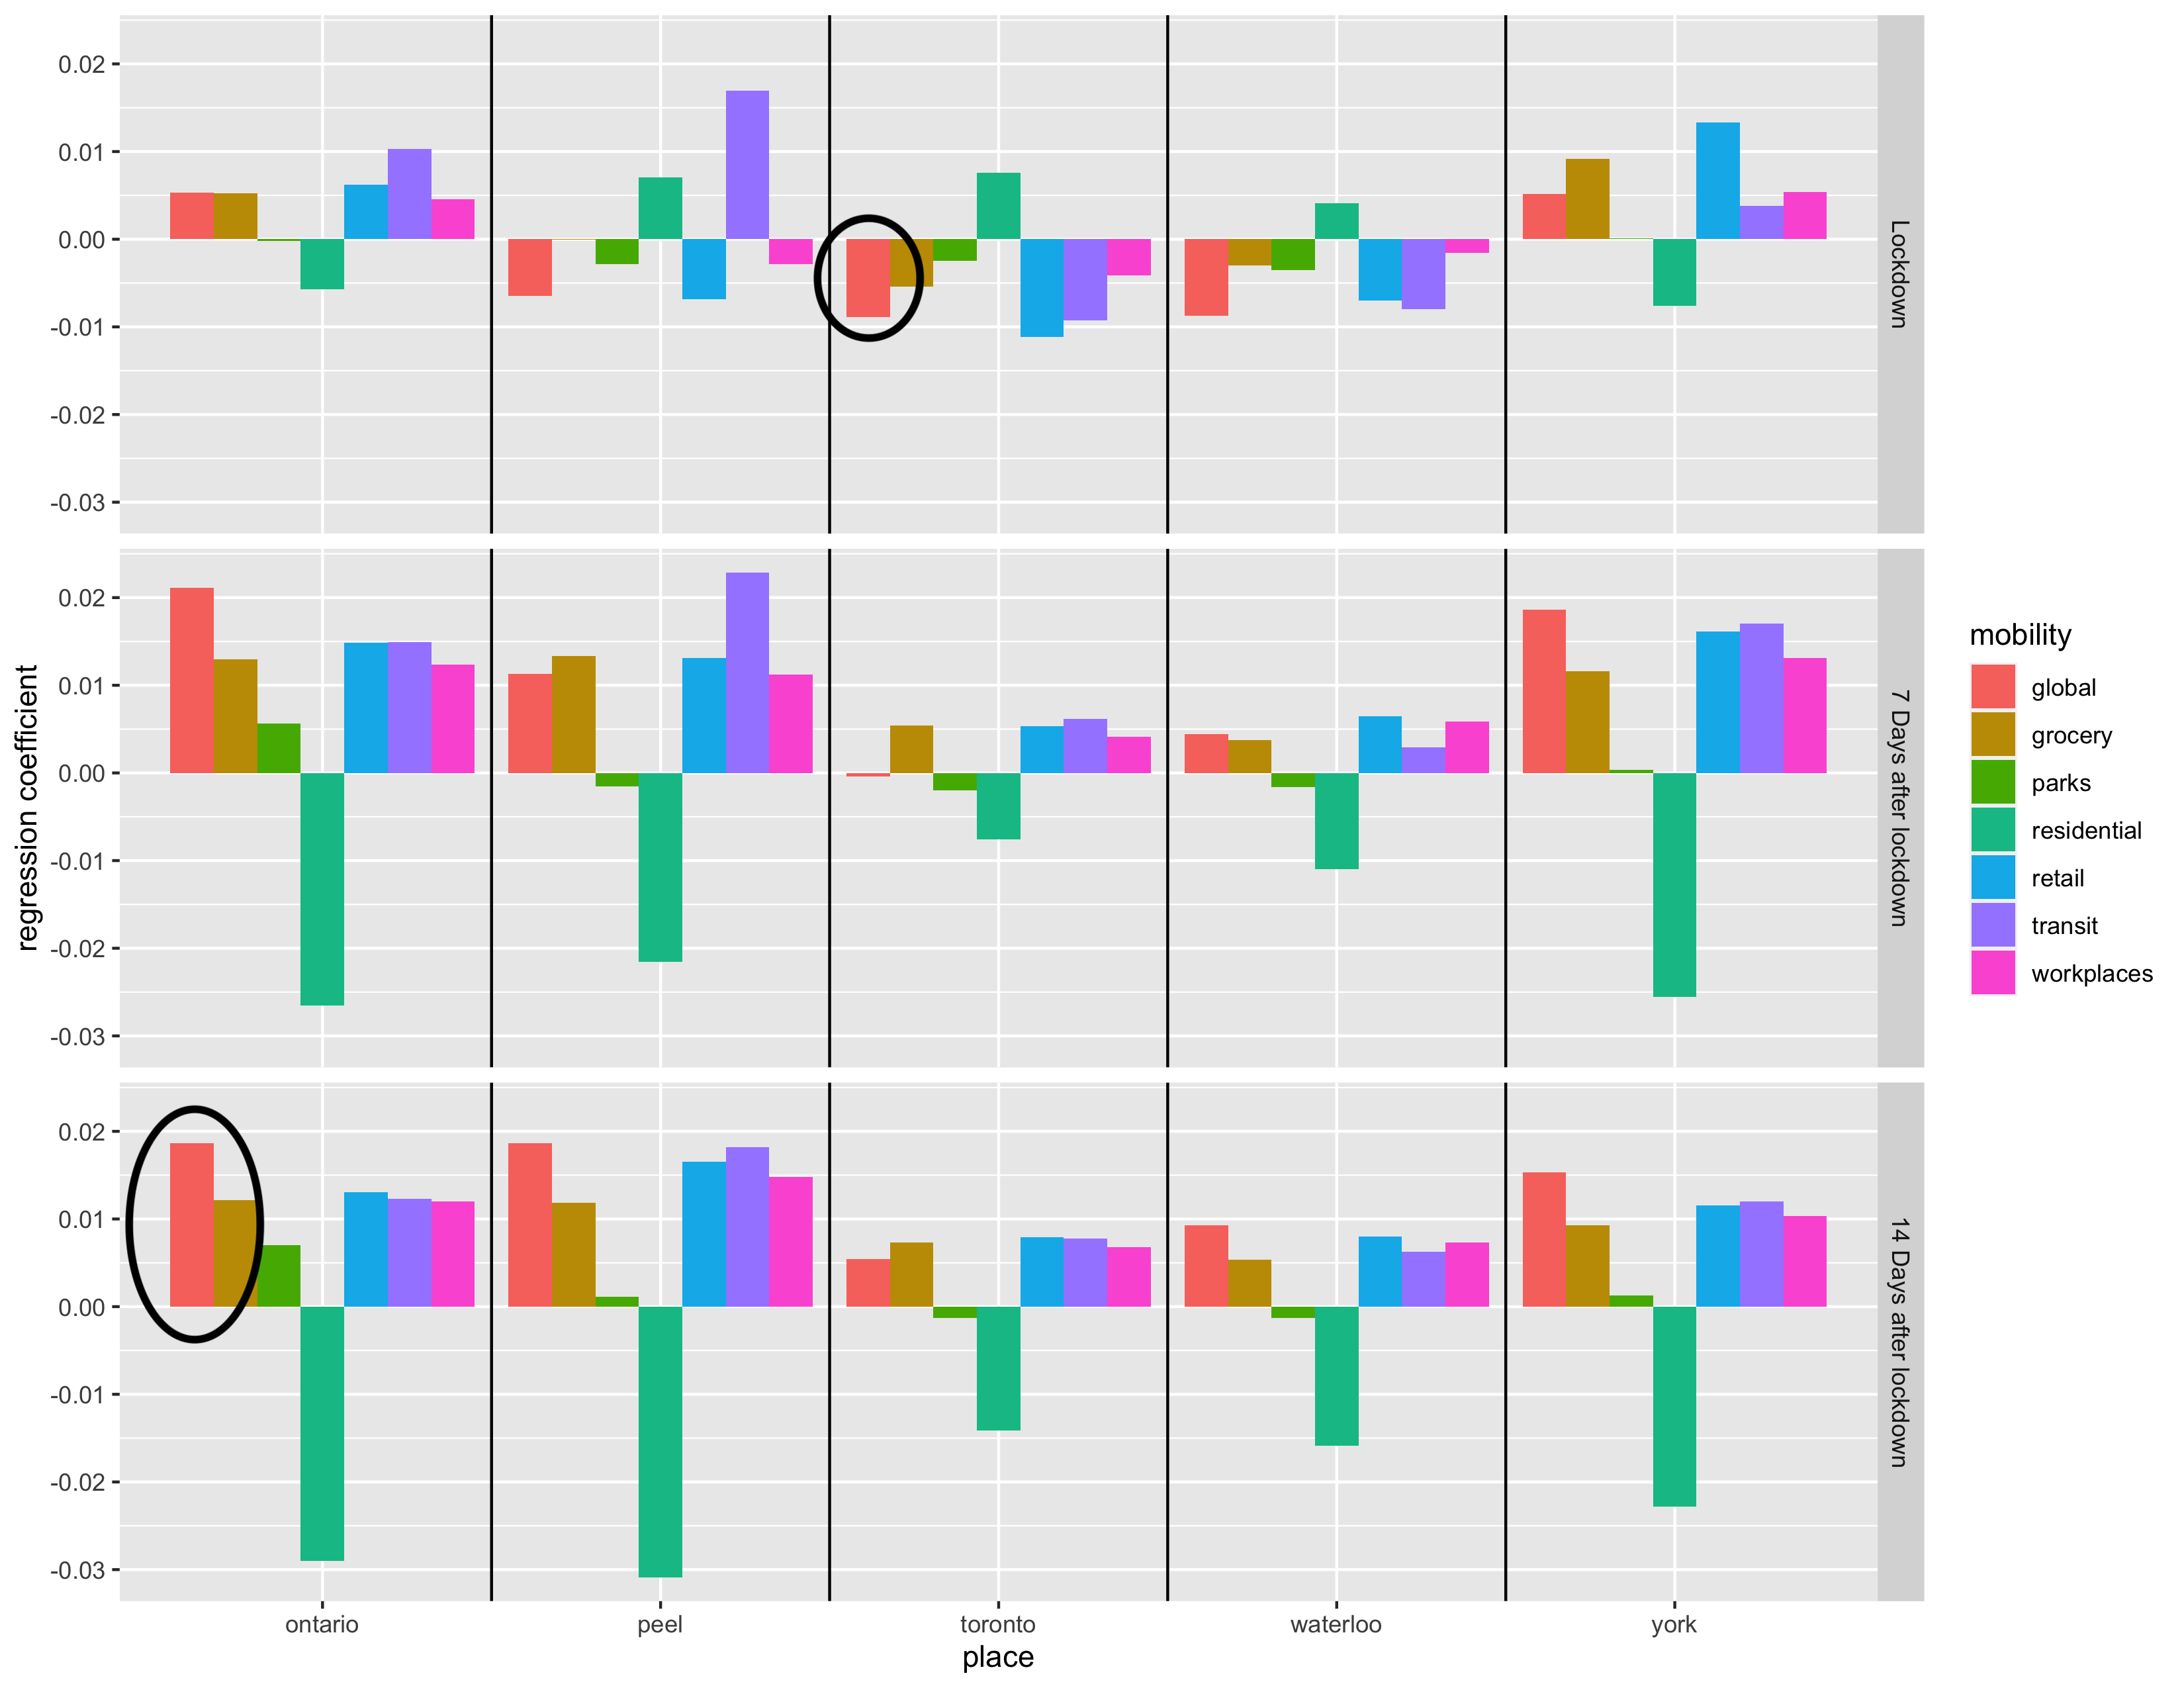 0.02
0.01
0.00
-0.01
-0.02
-0.03
Lockdown
0.02
0.01
0.00
-0.01
-0.02
-0.03
7 Days after lockdown
0.02
0.01
0.00
-0.01
-0.02
-0.03
14 Days after lockdown
regression coefficient
ontario peel toronto waterloo york
place
mobility
global
grocery
parks
residential
retail
transit
workplaces